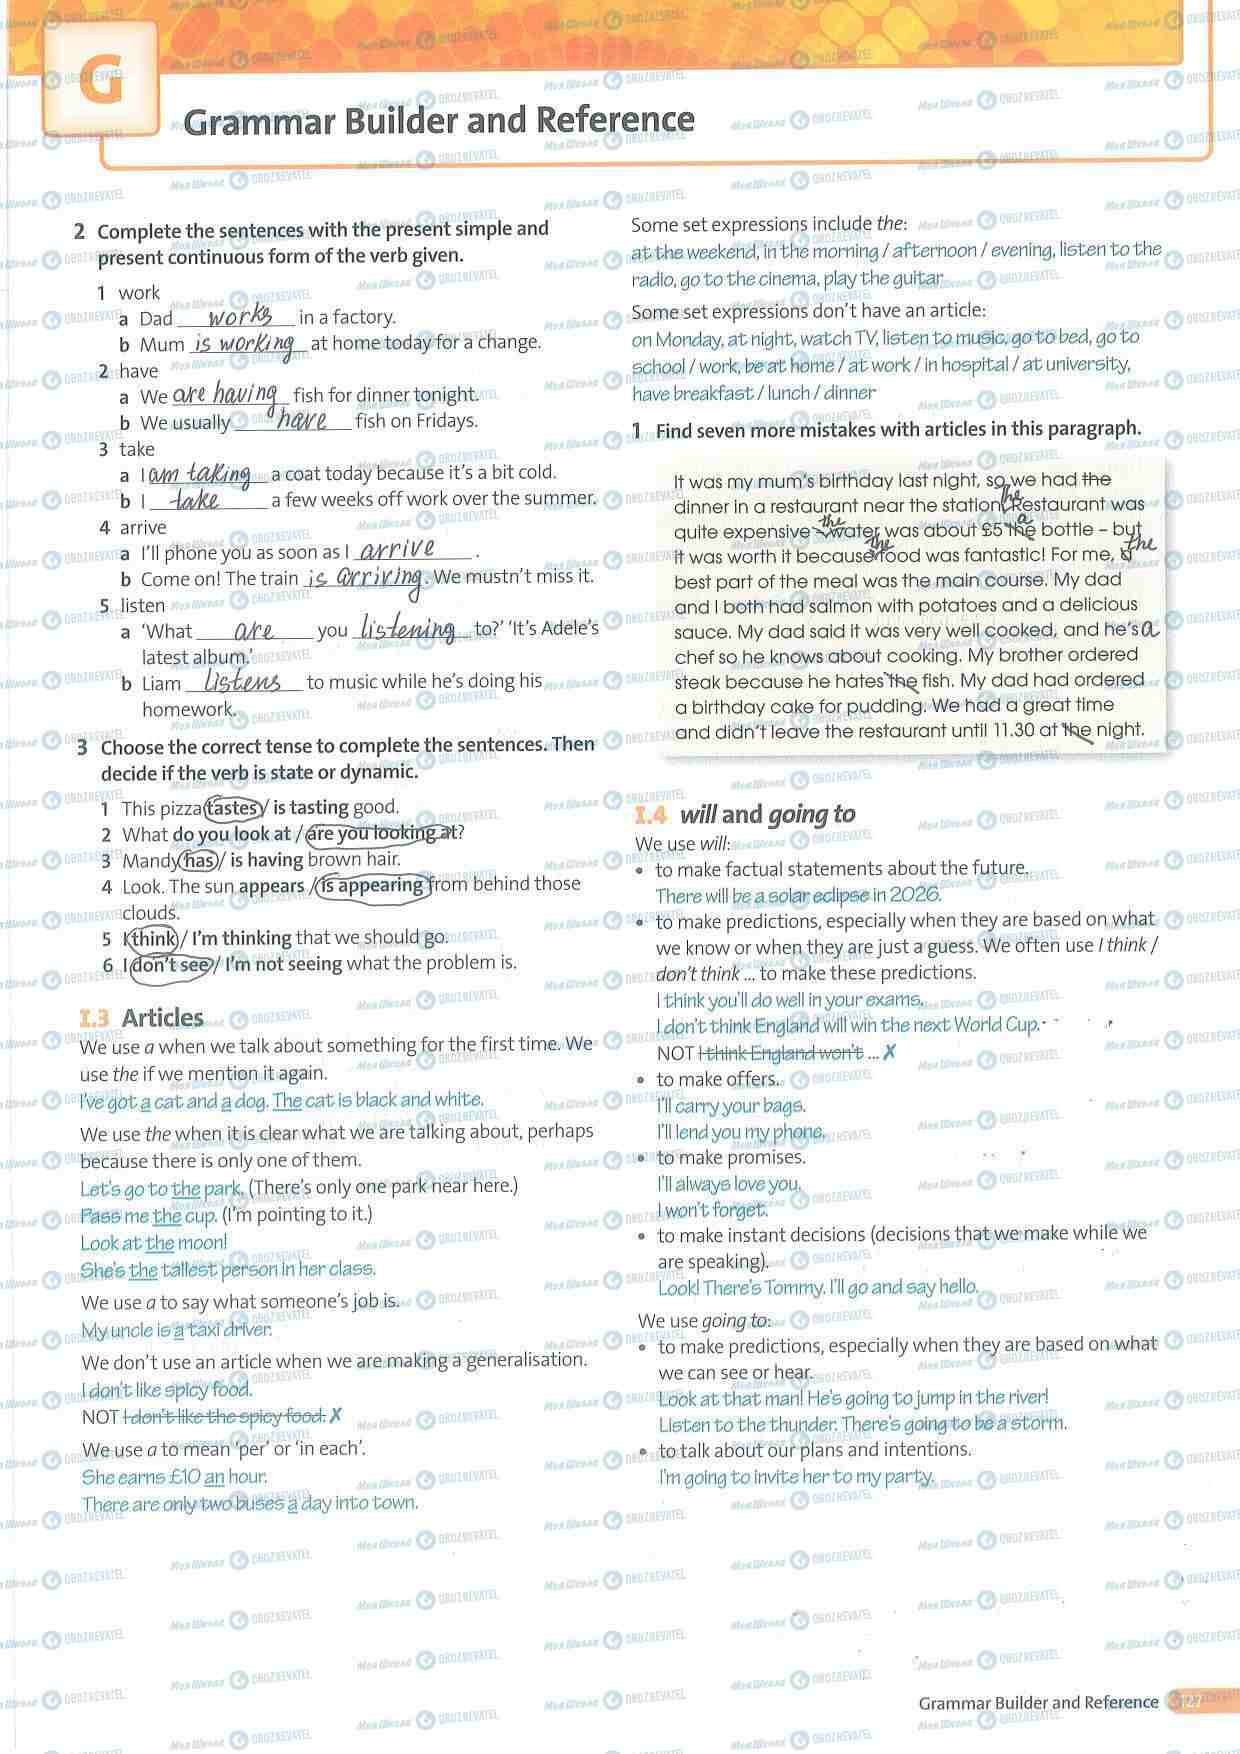 G
Grammar Builder and Reference
2 Complete the sentences with the present simple and
present continuous form of the verb given.
1 work
a Dad works in a factory.
b Mum is working at home today for a change.
2 have
a We are having fish for dinner tonight.
b We usually have fish on Fridays.
3 take
a I am taking a coat today because it's a bit cold.
b I take a few weeks off work over the summer.
4 arrive
a I'll phone you as soon as I arrive .
b Come on! The train is arriving. We mustn't miss it.
5 listen
a 'What are you listening to?' 'It's Adele's
latest album.'
b Liam listens to music while he's doing his
homework.
3 Choose the correct tense to complete the sentences. Then
decide if the verb is state or dynamic.
1 This pizza tastes / is tasting good.
2 What do you look at / are you looking at?
3 Mandy has / is having brown hair.
4 Look. The sun appears / is appearing from behind those
clouds.
5 I think / I'm thinking that we should go.
6 I don't see / I'm not seeing what the problem is.
I.3 Articles
We use a when we talk about something for the first time. We
use the if we mention it again.
I've got a cat and a dog. The cat is black and white.
We use the when it is clear what we are talking about, perhaps
because there is only one of them.
Let's go to the park. (There's only one park near here.)
Pass me the cup. (I'm pointing to it.)
Look at the moon!
She's the tallest person in her class.
We use a to say what someone's job is.
My uncle is a taxi driver.
We don't use an article when we are making a generalisation.
I don't like spicy food.
NOT I don't like the spicy food. ✗
We use a to mean 'per' or 'in each'.
She earns £10 an hour.
There are only two buses a day into town.
Some set expressions include the:
at the weekend, in the morning / afternoon / evening, listen to the
radio, go to the cinema, play the guitar
Some set expressions don't have an article:
on Monday, at night, watch TV, listen to music, go to bed, go to
school / work, be at home / at work / in hospital / at university,
have breakfast / lunch / dinner
1 Find seven more mistakes with articles in this paragraph.
It was my mum's birthday last night, so we had the
dinner in a restaurant near the station. The Restaurant was
quite expensive – the water was about £5 the a bottle – but
it was worth it because the food was fantastic! For me, a the
best part of the meal was the main course. My dad
and I both had salmon with potatoes and a delicious
sauce. My dad said it was very well cooked, and he's a
chef so he knows about cooking. My brother ordered
steak because he hates the fish. My dad had ordered
a birthday cake for pudding. We had a great time
and didn't leave the restaurant until 11.30 at the night.
I.4 will and going to
We use will:
• to make factual statements about the future.
There will be a solar eclipse in 2026.
• to make predictions, especially when they are based on what
we know or when they are just a guess. We often use I think /
don't think ... to make these predictions.
I think you'll do well in your exams.
I don't think England will win the next World Cup.
NOT I think England won't ... ✗
• to make offers.
I'll carry your bags.
I'll lend you my phone.
• to make promises.
I'll always love you.
I won't forget.
• to make instant decisions (decisions that we make while we
are speaking).
Look! There's Tommy. I'll go and say hello.
We use going to:
• to make predictions, especially when they are based on what
we can see or hear.
Look at that man! He's going to jump in the river!
Listen to the thunder. There's going to be a storm.
• to talk about our plans and intentions.
I'm going to invite her to my party.
Grammar Builder and Reference 127
МояШкола OBOZREVATEL